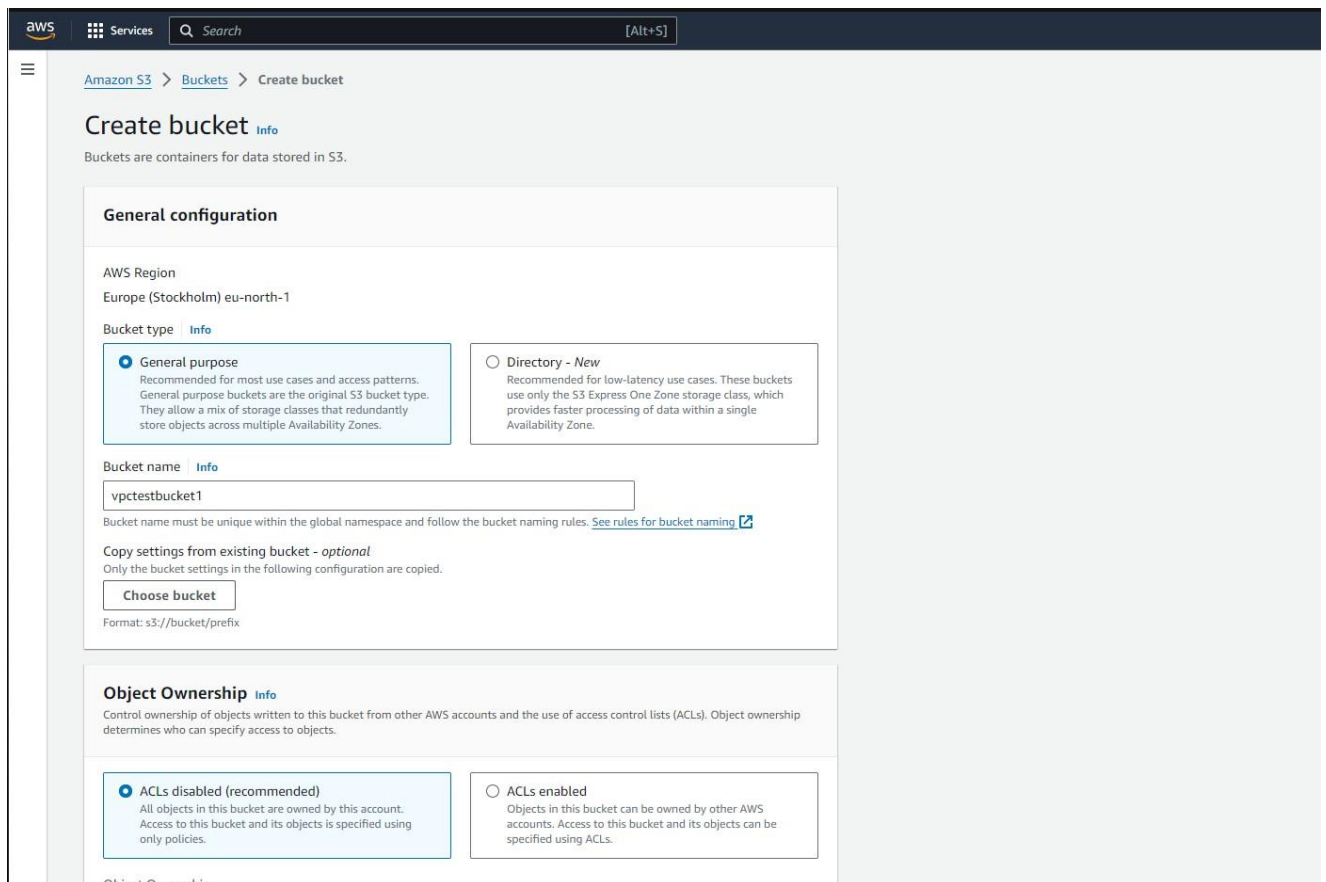 aws Services Search [Alt+S]
Amazon S3 > Buckets > Create bucket
Create bucket Info
Buckets are containers for data stored in S3.
General configuration
AWS Region
Europe (Stockholm) eu-north-1
Bucket type Info
General purpose
Recommended for most use cases and access patterns.
General purpose buckets are the original S3 bucket type.
They allow a mix of storage classes that redundantly
store objects across multiple Availability Zones.
Directory - New
Recommended for low-latency use cases. These buckets
use only the S3 Express One Zone storage class, which
provides faster processing of data within a single
Availability Zone.
Bucket name Info
vpctestbucket1
Bucket name must be unique within the global namespace and follow the bucket naming rules. See rules for bucket naming
Copy settings from existing bucket - optional
Only the bucket settings in the following configuration are copied.
Choose bucket
Format: s3://bucket/prefix
Object Ownership Info
Control ownership of objects written to this bucket from other AWS accounts and the use of access control lists (ACLs). Object ownership
determines who can specify access to objects.
ACLs disabled (recommended)
All objects in this bucket are owned by this account.
Access to this bucket and its objects is specified using
only policies.
ACLs enabled
Objects in this bucket can be owned by other AWS
accounts. Access to this bucket and its objects can be
specified using ACLs.